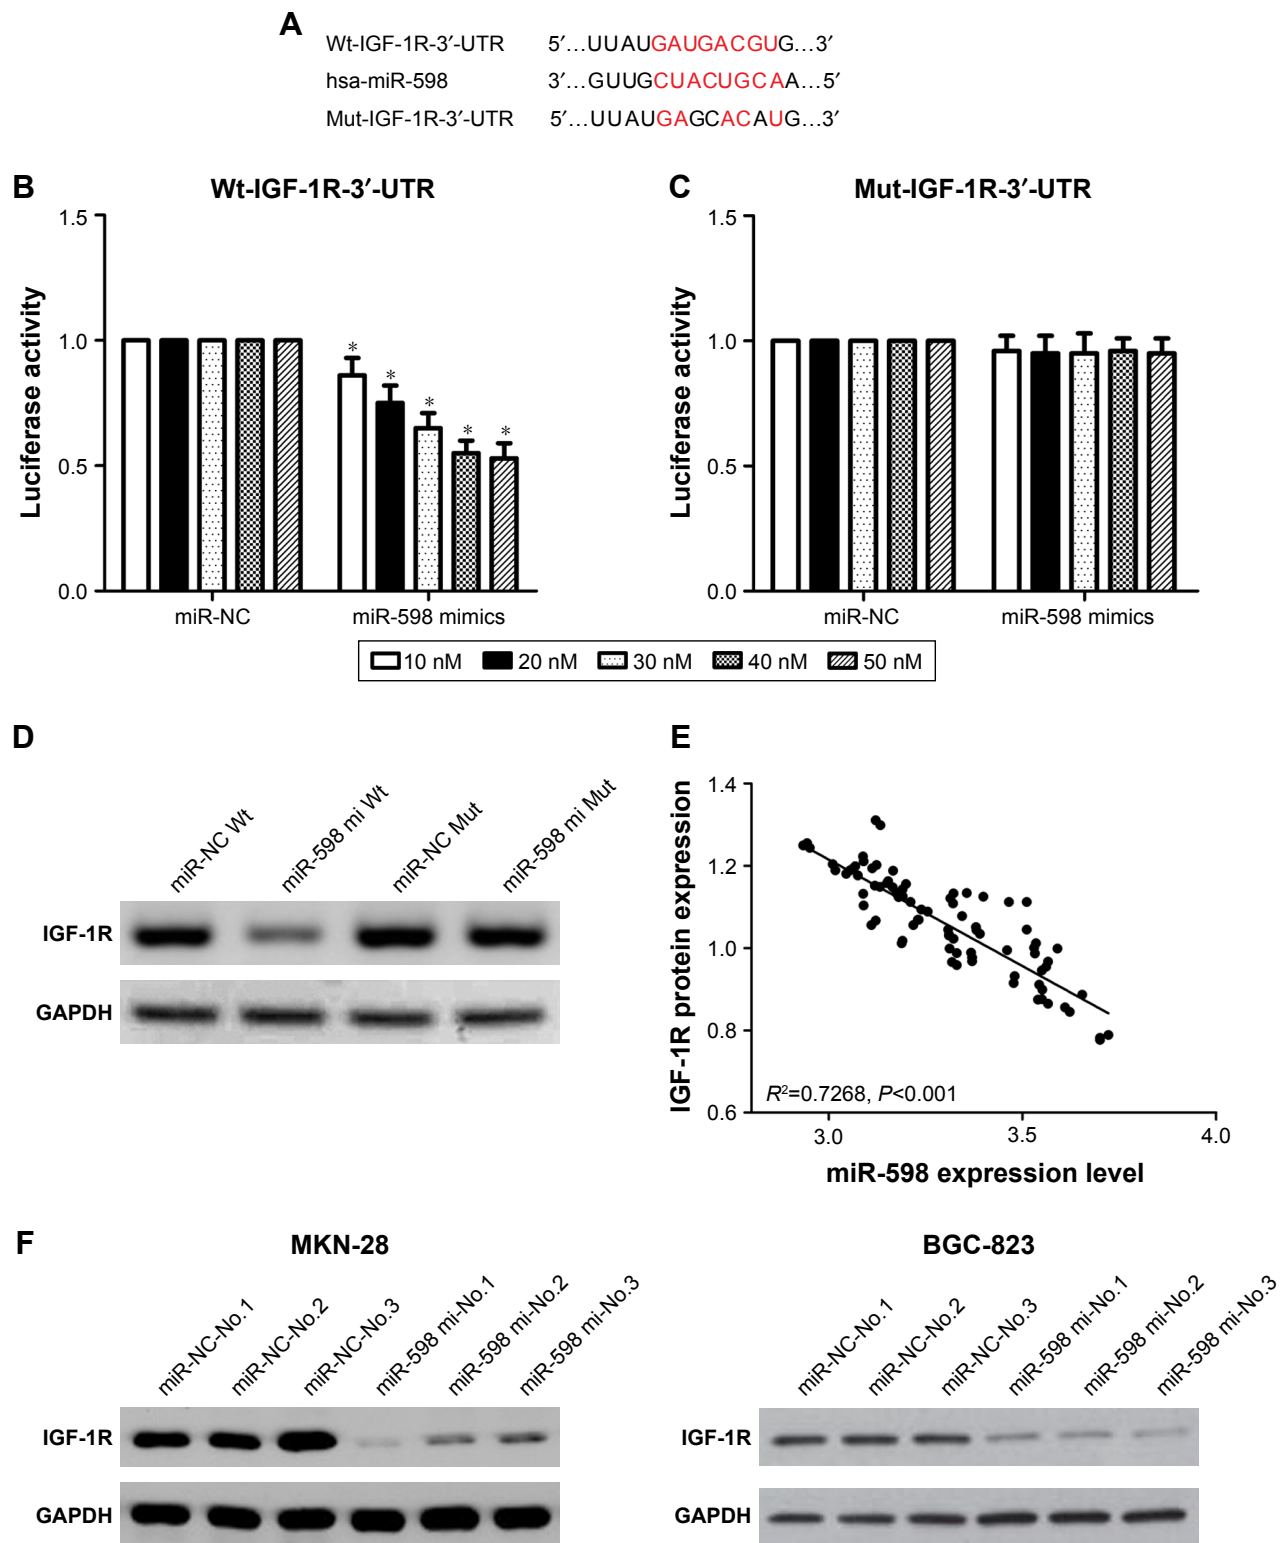 A
Wt-IGF-1R-3′-UTR 5′...UUAUGAUGACGUG...3′
hsa-miR-598 3′...GUUGCUACUGCAA...5′
Mut-IGF-1R-3′-UTR 5′...UUAUGAGCACAUG...3′
B
Wt-IGF-1R-3′-UTR
Luciferase activity
1.5
1.0
0.5
0.0
* * * * *
miR-NC miR-598 mimics
C
Mut-IGF-1R-3′-UTR
Luciferase activity
1.5
1.0
0.5
0.0
miR-NC miR-598 mimics
10 nM 20 nM 30 nM 40 nM 50 nM
D
miR-NC Wt
miR-598 mi Wt
miR-NC Mut
miR-598 mi Mut
IGF-1R
GAPDH
E
IGF-1R protein expression
1.4
1.2
1.0
0.8
0.6
R²=0.7268, P<0.001
3.0 3.5 4.0
miR-598 expression level
F
MKN-28
miR-NC-No.1
miR-NC-No.2
miR-NC-No.3
miR-598 mi-No.1
miR-598 mi-No.2
miR-598 mi-No.3
IGF-1R
GAPDH
BGC-823
miR-NC-No.1
miR-NC-No.2
miR-NC-No.3
miR-598 mi-No.1
miR-598 mi-No.2
miR-598 mi-No.3
IGF-1R
GAPDH